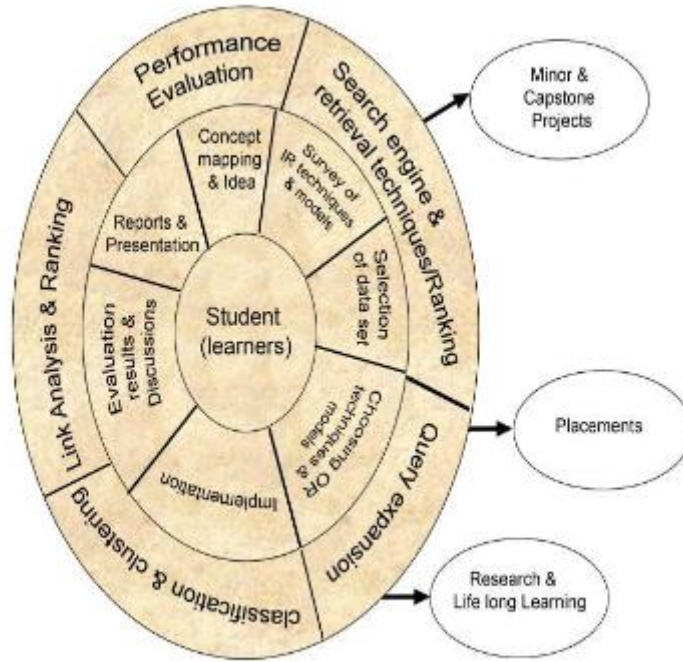 Performance
Evaluation
Search engine &
retrieval techniques/Ranking
Query expansion
Classification & clustering
Link Analysis & Ranking
Concept
mapping
& Idea
Survey of
IR techniques
& models
Selection
of data set
Choosing OR
techniques &
models
Implementation
Evaluation
results &
Discussions
Reports &
Presentation
Student
(learners)
Minor &
Capstone
Projects
Placements
Research &
Life long Learning